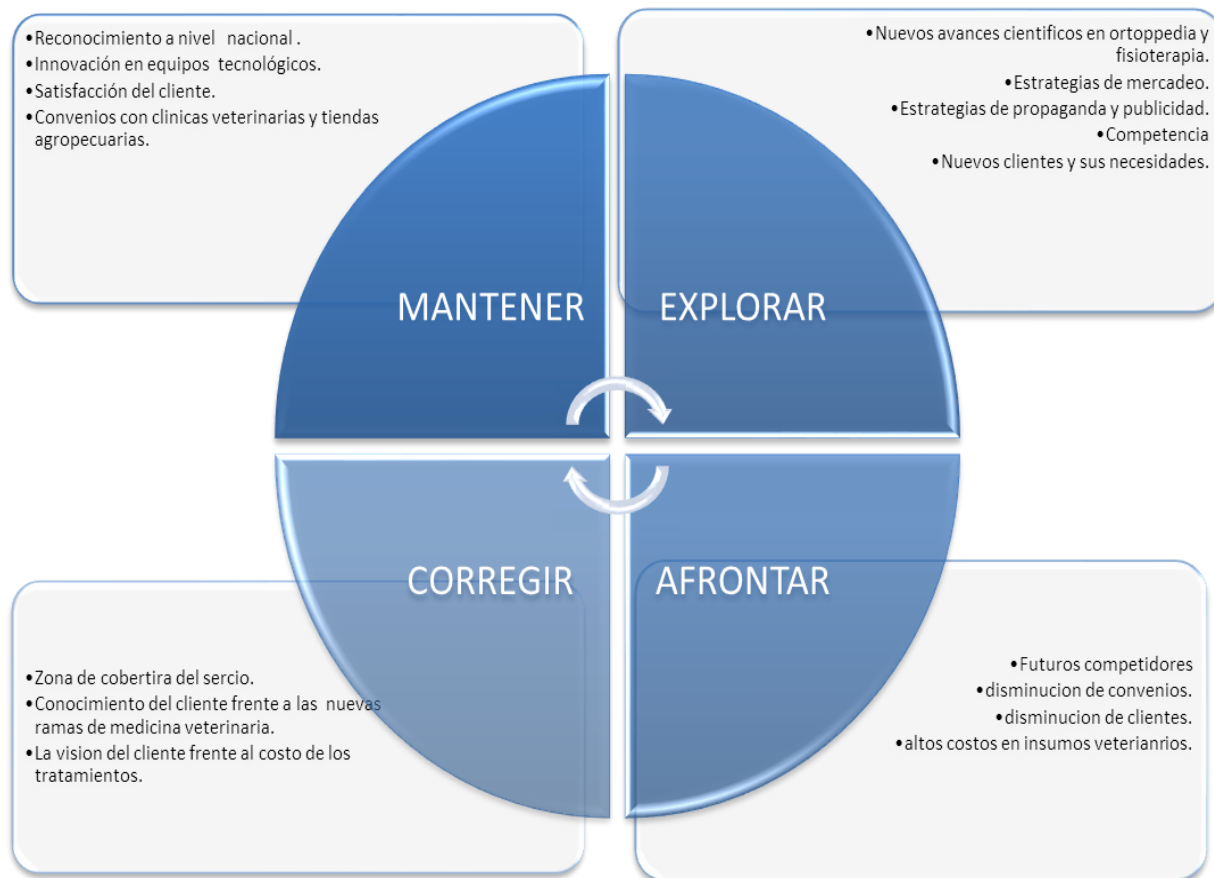 •Reconocimiento a nivel nacional .
•Innovación en equipos tecnológicos.
•Satisfacción del cliente.
•Convenios con clinicas veterinarias y tiendas
agropecuarias.
•Nuevos avances cientificos en ortoppedia y
fisioterapia.
•Estrategias de mercadeo.
•Estrategias de propaganda y publicidad.
•Competencia
•Nuevos clientes y sus necesidades.
MANTENER
EXPLORAR
CORREGIR
AFRONTAR
•Zona de cobertira del sercio.
•Conocimiento del cliente frente a las nuevas
ramas de medicina veterinaria.
•La vision del cliente frente al costo de los
tratamientos.
•Futuros competidores
•disminucion de convenios.
•disminucion de clientes.
•altos costos en insumos veterianrios.